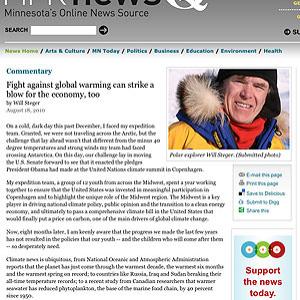 MPRnews Q
Minnesota's Online News Source
SEARCH
News Home / Arts & Culture / MN Today / Politics / Business / Education / Environment / Health
Commentary
Fight against global warming can strike a
blow for the economy, too
by Will Steger
August 18, 2010
On a cold, dark day this past December, I faced my expedition
team. Granted, we were not traveling across the Arctic, but the
challenge that lay ahead wasn't that different from the minus 40
degree temperatures and strong winds my team had hard
crossing Antarctica. On this day, our challenge lay in moving
the U.S. Senate forward to see that it enacted the pledges
President Obama had made at the United Nations climate summit in Copenhagen.
My expedition team, a group of 12 youth from across the Midwest, spent a year working
together to ensure that the United States was invested in meaningful participation in
Copenhagen and to highlight the unique role of the Midwest region. The Midwest is a key
player in driving national climate policy, public opinion and the transition to a clean energy
economy, and ultimately to pass a comprehensive climate bill in the United States that
would finally put a price on carbon, one of the main drivers of global climate change.
Now, eight months later, I am keenly aware that the progress we made the last few years
has not resulted in the policies that our youth -- and the children who will come after them
-- so desperately need.
Climate news is ubiquitous, from National Oceanic and Atmospheric Administration
reports that the planet has just come through the warmest decade, the warmest six months
and the warmest spring on record; to countries like Russia, Iraq and Sudan breaking their
all-time temperature records; to a recent study from Canadian researchers that warmer
seawater has reduced phytoplankton, the base of the marine food chain, by 40 percent
since 1950.
Polar explorer Will Steger. (Submitted photo)
E-mail this page
Print this page
Share this
Support
the news
today.